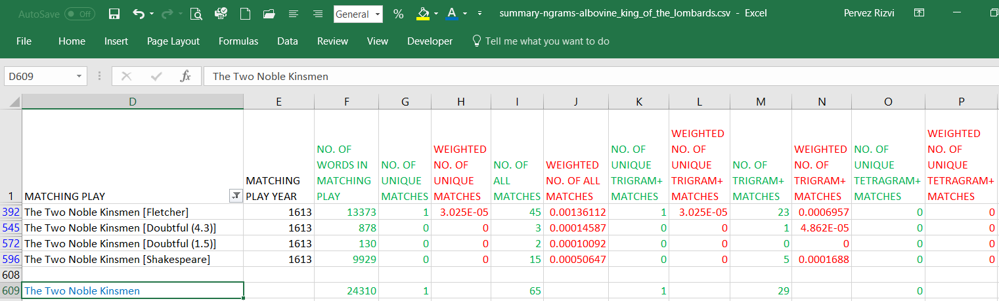 AutoSave Off General % A summary-ngrams-albovine_king_of_the_lombards.csv - Excel Pervez Rizvi
File Home Insert Page Layout Formulas Data Review View Developer Tell me what you want to do
D609 fx The Two Noble Kinsmen
D E F G H I J K L M N O P
1 MATCHING PLAY
MATCHING
PLAY YEAR
NO. OF
WORDS IN
MATCHING
PLAY
NO. OF
UNIQUE
MATCHES
WEIGHTED
NO. OF
UNIQUE
MATCHES
NO. OF
ALL
MATCHES
WEIGHTED
NO. OF ALL
MATCHES
NO. OF
UNIQUE
TRIGRAM+
MATCHES
WEIGHTED
NO. OF
UNIQUE
TRIGRAM+
MATCHES
NO. OF
TRIGRAM+
MATCHES
WEIGHTED
NO. OF
TRIGRAM+
MATCHES
NO. OF
UNIQUE
TETRAGRAM+
MATCHES
WEIGHTED
NO. OF
UNIQUE
TETRAGRAM+
MATCHES
392 The Two Noble Kinsmen [Fletcher] 1613 13373 1 3.025E-05 45 0.00136112 1 3.025E-05 23 0.0006957 0 0
545 The Two Noble Kinsmen [Doubtful (4.3)] 1613 878 0 0 3 0.00014587 0 0 1 4.862E-05 0 0
572 The Two Noble Kinsmen [Doubtful (1.5)] 1613 130 0 0 2 0.00010092 0 0 0 0 0 0
596 The Two Noble Kinsmen [Shakespeare] 1613 9929 0 0 15 0.00050647 0 0 5 0.0001688 0 0
608
609 The Two Noble Kinsmen 24310 1 65 1 29 0